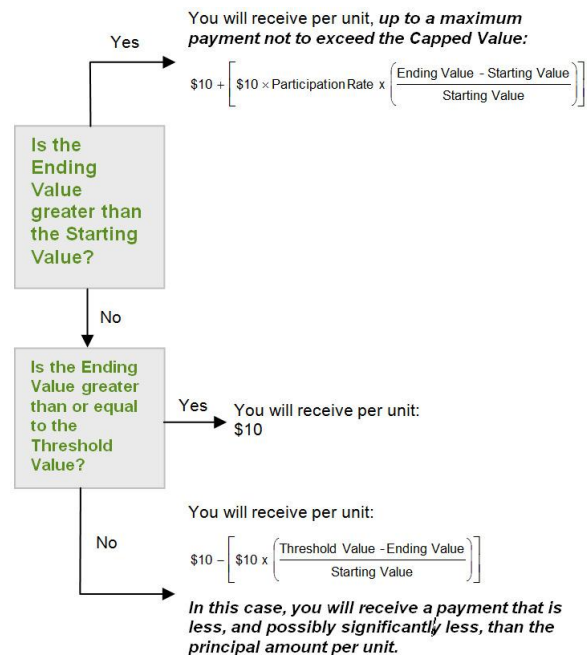 You will receive per unit, up to a maximum
payment not to exceed the Capped Value:
Yes
$10 + [ $10 × Participation Rate x ( Ending Value - Starting Value / Starting Value ) ]
Is the
Ending
Value
greater than
the Starting
Value?
No
Is the Ending
Value greater
than or equal
to the
Threshold
Value?
Yes
You will receive per unit:
$10
You will receive per unit:
No
$10 − [ $10 x ( Threshold Value - Ending Value / Starting Value ) ]
In this case, you will receive a payment that is
less, and possibly significantly less, than the
principal amount per unit.